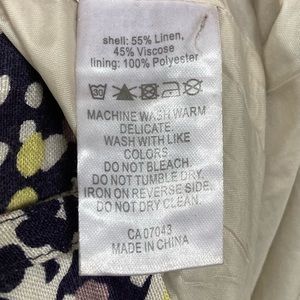 shell: 55% Linen,
45% Viscose
lining: 100% Polyester
30
MACHINE WASH WARM
DELICATE.
WASH WITH LIKE
COLORS.
DO NOT BLEACH.
DO NOT TUMBLE DRY.
IRON ON REVERSE SIDE.
DO NOT DRY CLEAN.
CA 07043
MADE IN CHINA